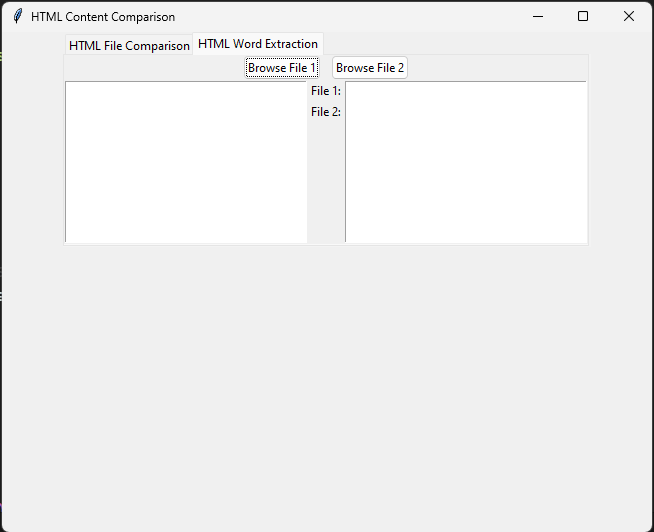 HTML Content Comparison
HTML File Comparison HTML Word Extraction
Browse File 1 Browse File 2
File 1:
File 2: